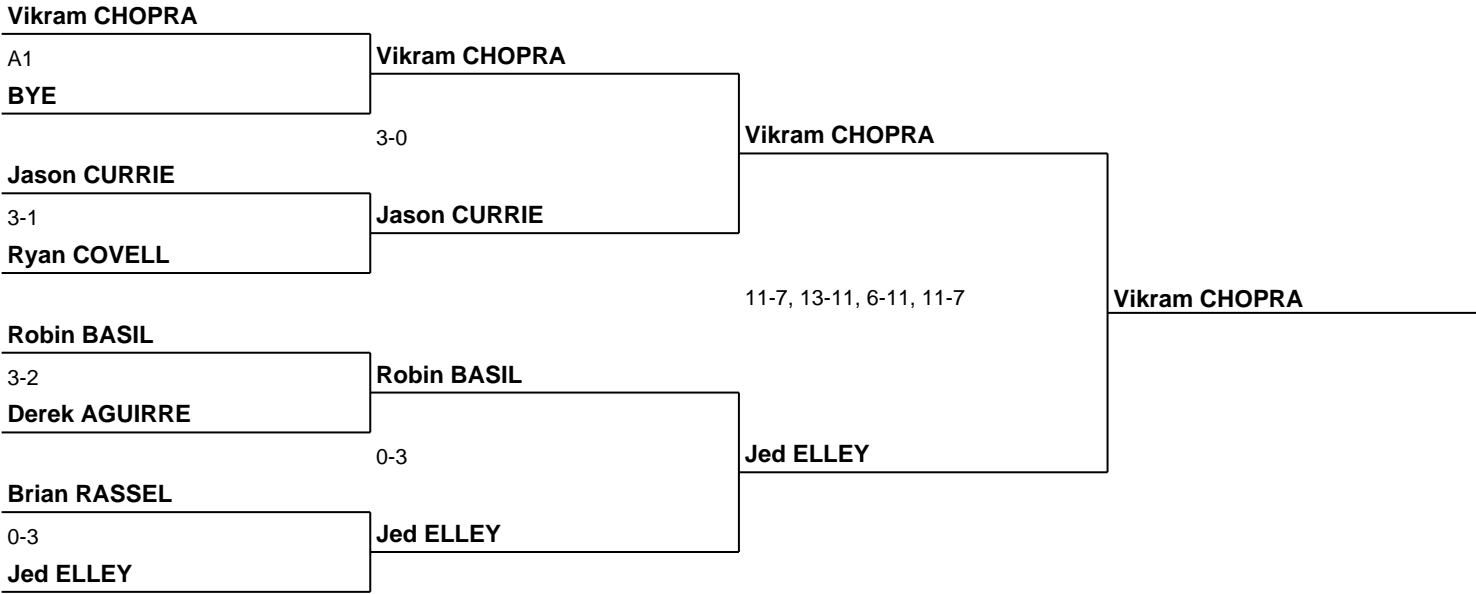 Vikram CHOPRA
A1
BYE
Jason CURRIE
3-1
Ryan COVELL
Robin BASIL
3-2
Derek AGUIRRE
Brian RASSEL
0-3
Jed ELLEY
Vikram CHOPRA
3-0
Jason CURRIE
Robin BASIL
0-3
Jed ELLEY
Vikram CHOPRA
11-7, 13-11, 6-11, 11-7
Jed ELLEY
Vikram CHOPRA